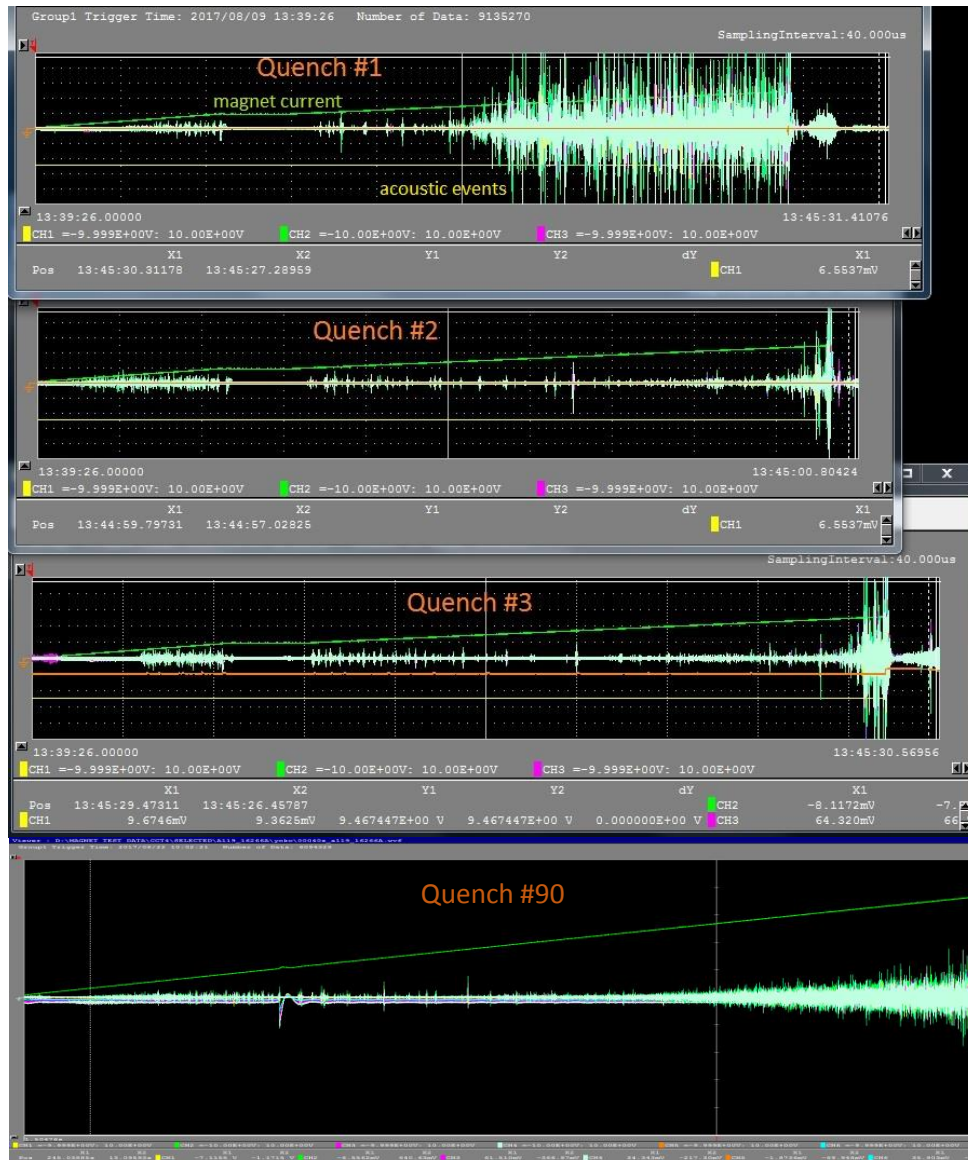 Group1 Trigger Time: 2017/08/09 13:39:26 Number of Data: 9135270
SamplingInterval:40.000us
Quench #1
magnet current
acoustic events
13:39:26.00000 13:45:31.41076
CH1 =-9.999E+00V: 10.00E+00V CH2 =-10.00E+00V: 10.00E+00V CH3 =-9.999E+00V: 10.00E+00V
X1 X2 Y1 Y2 dY X1
Pos 13:45:30.31178 13:45:27.28959 CH1 6.5537mV
Quench #2
13:39:26.00000 13:45:00.80424
CH1 =-9.999E+00V: 10.00E+00V CH2 =-10.00E+00V: 10.00E+00V CH3 =-9.999E+00V: 10.00E+00V
X1 X2 Y1 Y2 dY X1
Pos 13:44:59.79731 13:44:57.02825 CH1 6.5537mV
SamplingInterval:40.000us
Quench #3
13:39:26.00000 13:45:30.56956
CH1 =-9.999E+00V: 10.00E+00V CH2 =-10.00E+00V: 10.00E+00V CH3 =-9.999E+00V: 10.00E+00V
X1 X2 Y1 Y2 dY X1
Pos 13:45:29.47311 13:45:26.45787 CH2 -8.1172mV -7.
CH1 9.6746mV 9.3625mV 9.467447E+00 V 9.467447E+00 V 0.000000E+00 V CH3 64.320mV 66
Quench #90